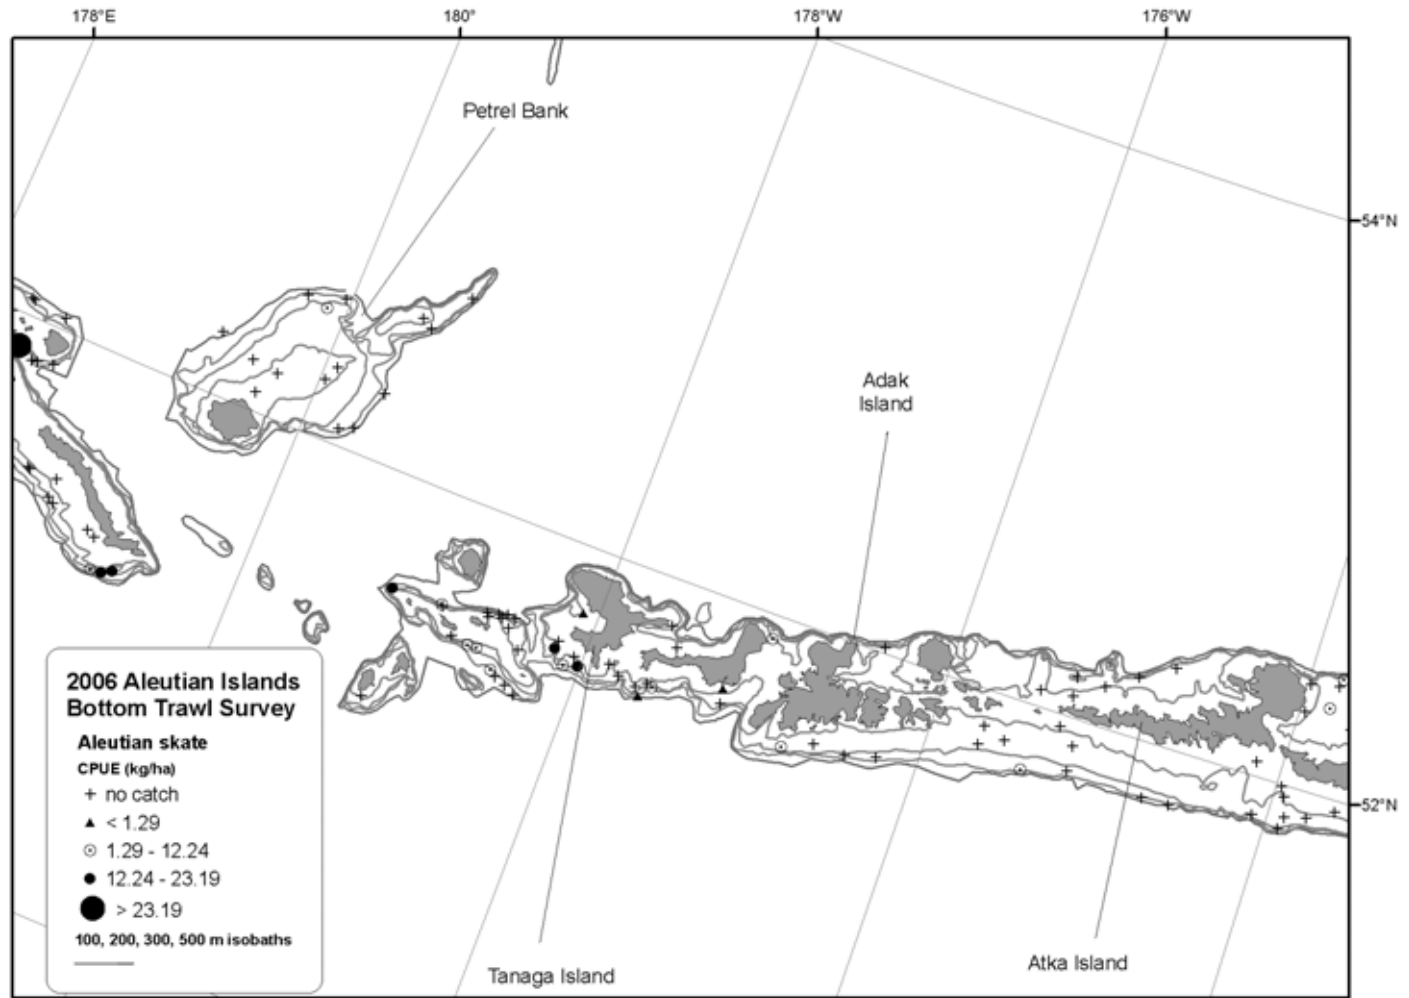 178°E
180°
178°W
176°W
Petrel Bank
54°N
Adak
Island
2006 Aleutian Islands
Bottom Trawl Survey
Aleutian skate
CPUE (kg/ha)
no catch
< 1.29
1.29 - 12.24
12.24 - 23.19
> 23.19
100, 200, 300, 500 m isobaths
52°N
Tanaga Island
Atka Island